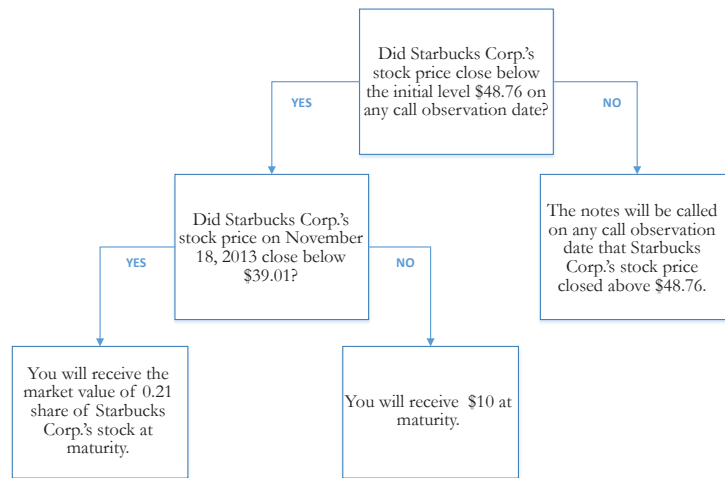 Did Starbucks Corp.'s
stock price close below
the initial level $48.76 on
any call observation date?
YES
NO
Did Starbucks Corp.'s
stock price on November
18, 2013 close below
$39.01?
The notes will be called
on any call observation
date that Starbucks
Corp.'s stock price
closed above $48.76.
YES
NO
You will receive the
market value of 0.21
share of Starbucks
Corp.'s stock at
maturity.
You will receive $10 at
maturity.